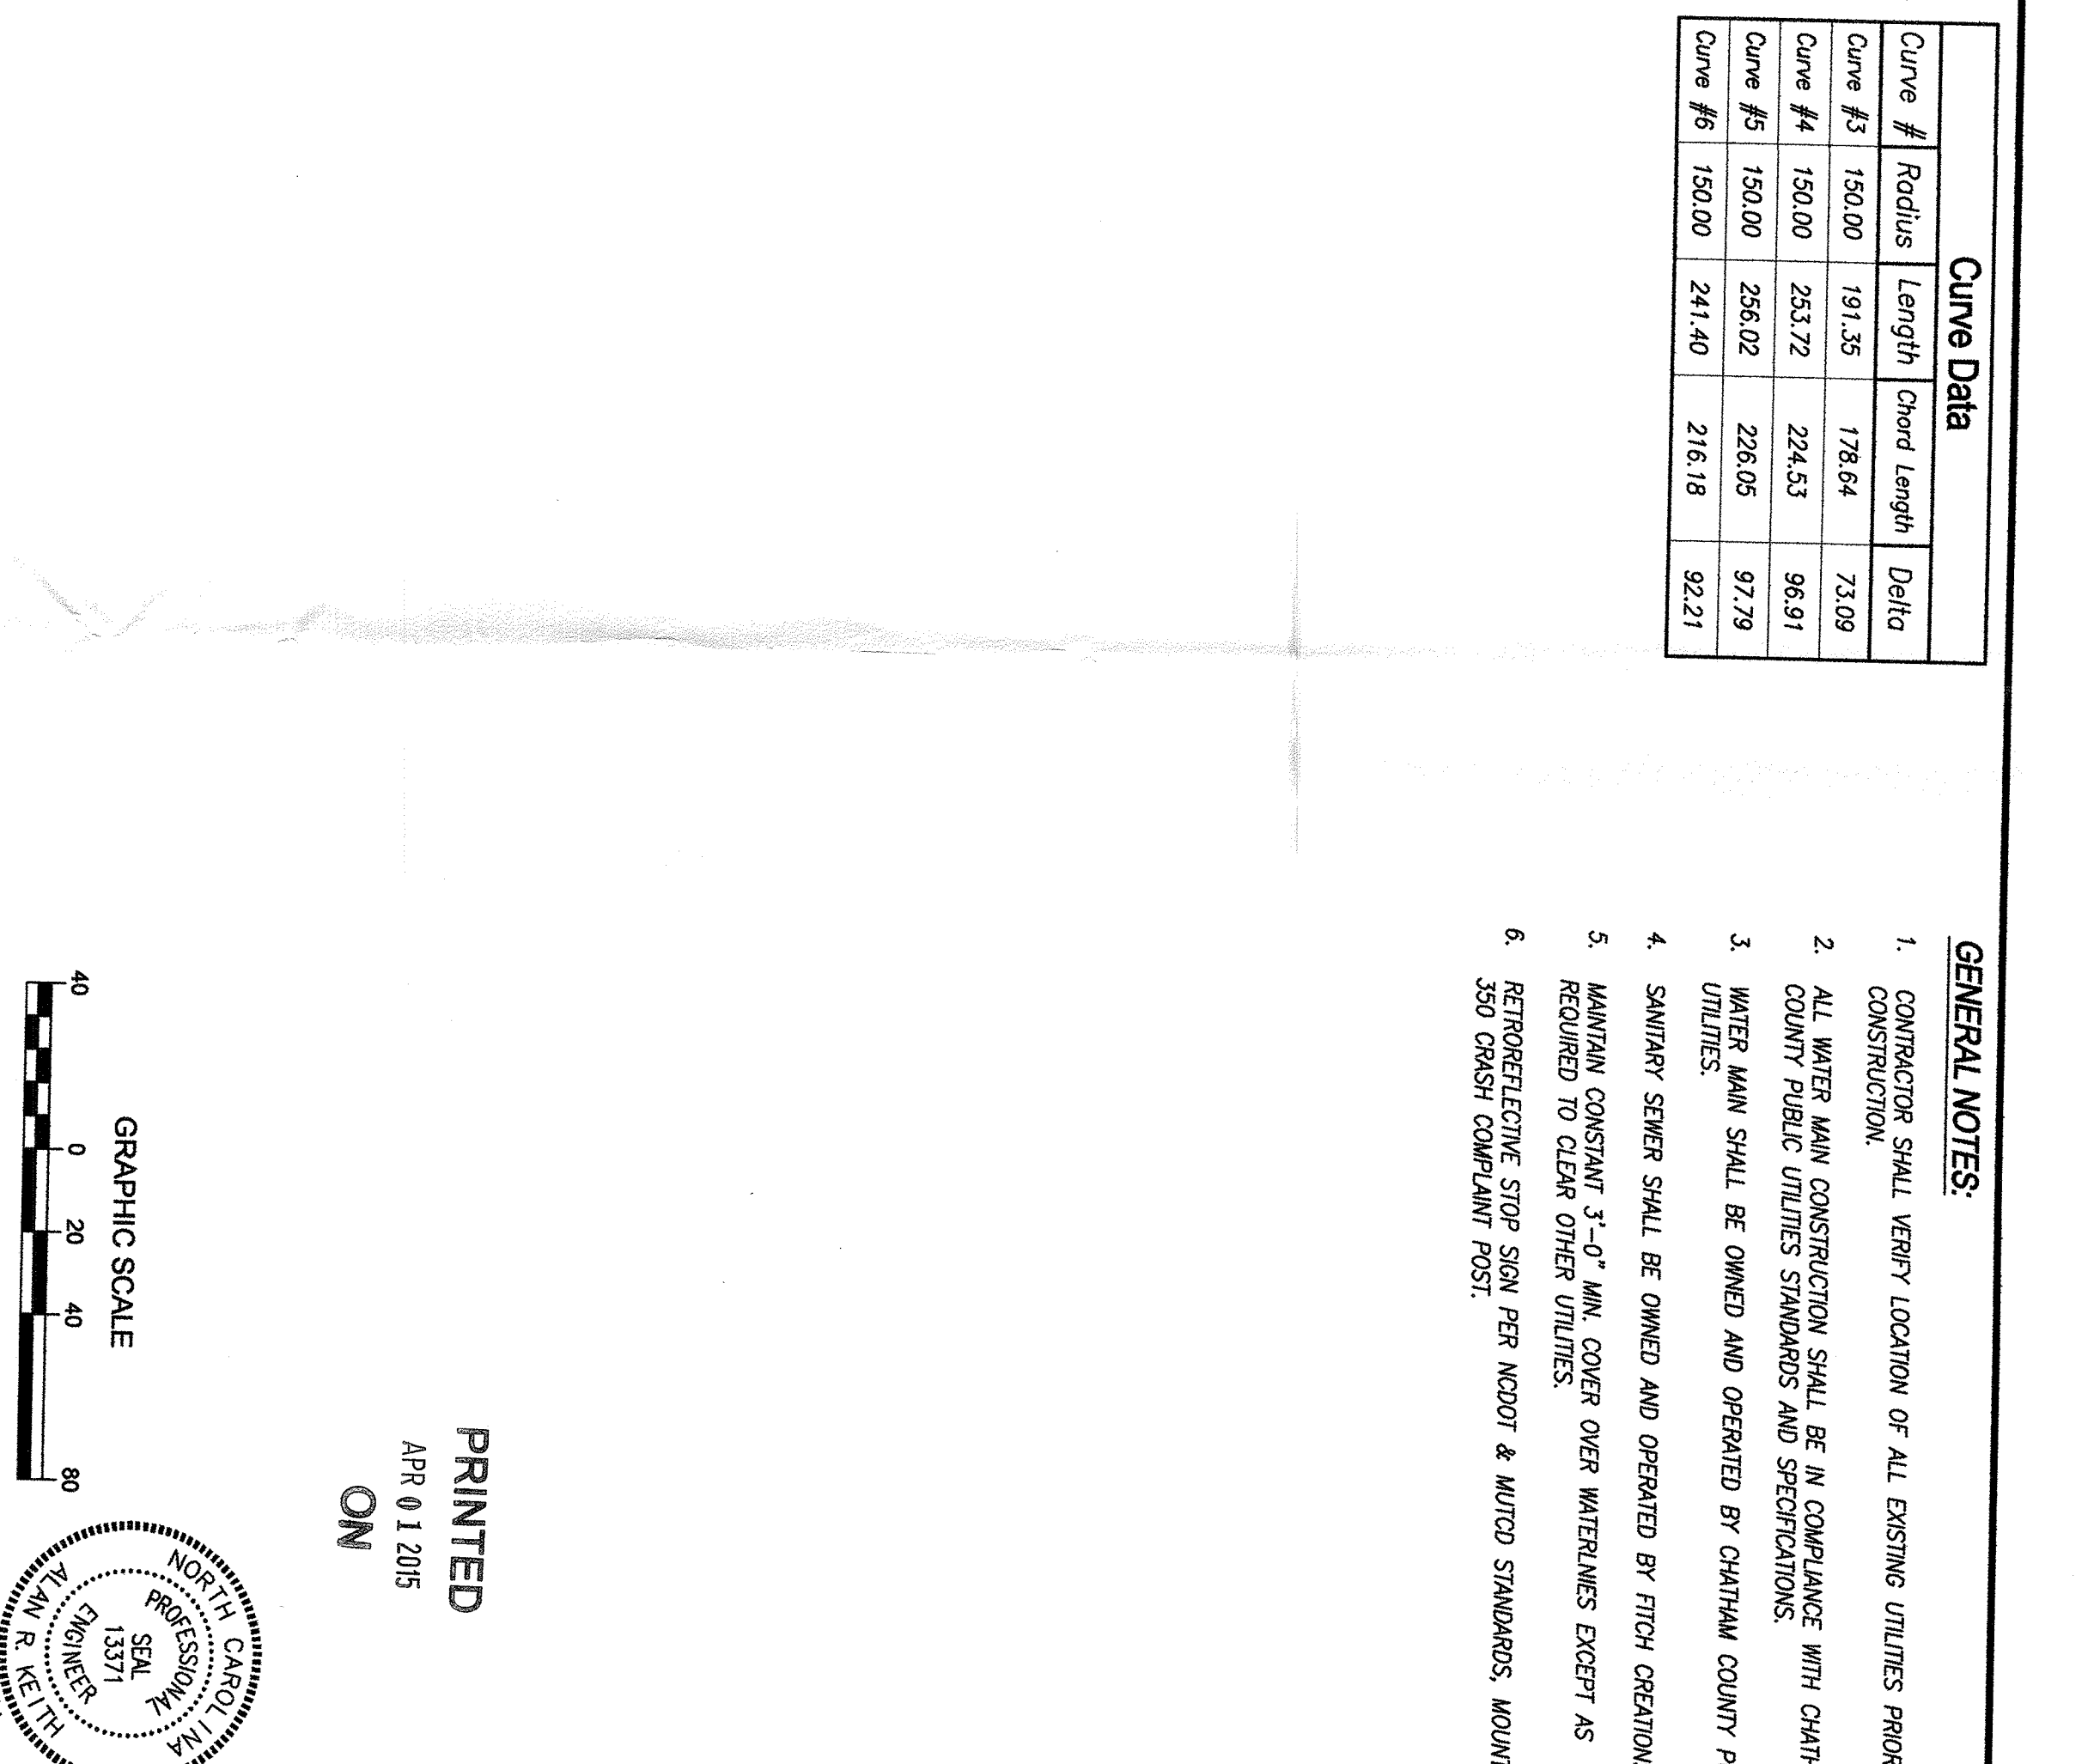 Curve Data
Curve # Radius Length Chord Length Delta
Curve #3 150.00 191.35 178.64 73.09
Curve #4 150.00 253.72 224.53 96.91
Curve #5 150.00 256.02 226.05 97.79
Curve #6 150.00 241.40 216.18 92.21
GENERAL NOTES:
1. CONTRACTOR SHALL VERIFY LOCATION OF ALL EXISTING UTILITIES PRIOR
CONSTRUCTION.
2. ALL WATER MAIN CONSTRUCTION SHALL BE IN COMPLIANCE WITH CHATH
COUNTY PUBLIC UTILITIES STANDARDS AND SPECIFICATIONS.
3. WATER MAIN SHALL BE OWNED AND OPERATED BY CHATHAM COUNTY P
UTILITIES.
4. SANITARY SEWER SHALL BE OWNED AND OPERATED BY FITCH CREATION
5. MAINTAIN CONSTANT 3'-0" MIN. COVER OVER WATERLNIES EXCEPT AS
REQUIRED TO CLEAR OTHER UTILITIES.
6. RETROREFLECTIVE STOP SIGN PER NCDOT & MUTCD STANDARDS, MOUNT
350 CRASH COMPLAINT POST.
PRINTED
APR 01 2015
ON
GRAPHIC SCALE
40 0 20 40 80
NORTH CAROLINA
PROFESSIONAL
SEAL
13371
ENGINEER
ALAN R. KEITH